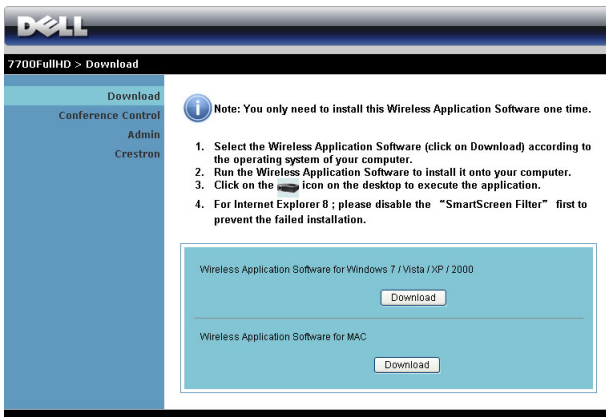 DELL
7700FullHD > Download
Download
Conference Control
Admin
Crestron
Note: You only need to install this Wireless Application Software one time.
1. Select the Wireless Application Software (click on Download) according to
the operating system of your computer.
2. Run the Wireless Application Software to install it onto your computer.
3. Click on the icon on the desktop to execute the application.
4. For Internet Explorer 8 ; please disable the “SmartScreen Filter” first to
prevent the failed installation.
Wireless Application Software for Windows 7 / Vista / XP / 2000
Download
Wireless Application Software for MAC
Download